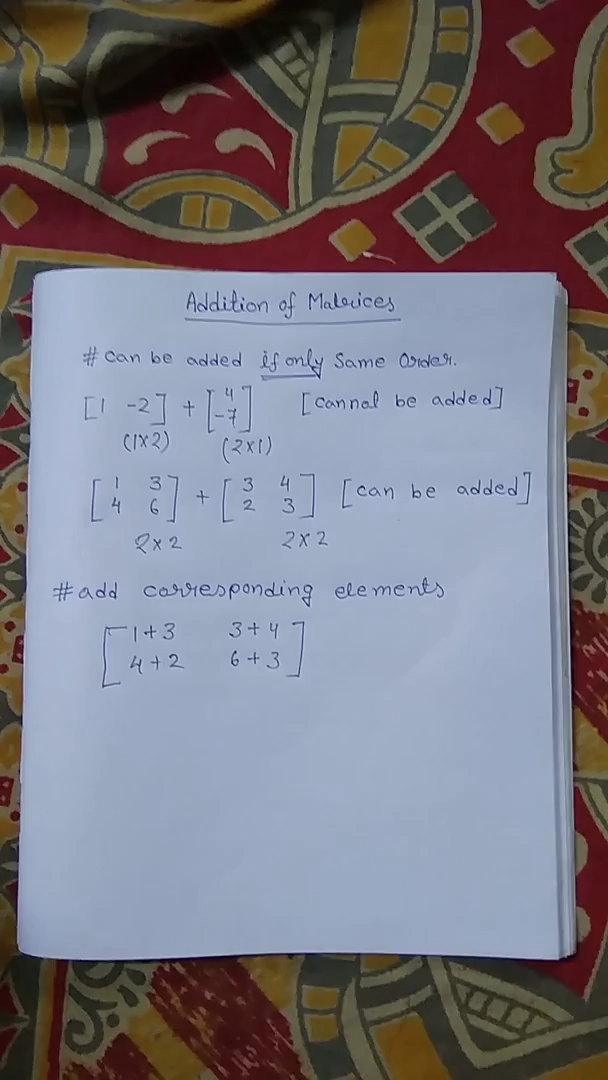 Addition of Matrices
# can be added if only Same Order.
[1 -2] + [4 -7] [cannot be added]
(1×2) (2×1)
[1 3 + [3 4 [can be added]
4 6] 2 3]
2×2 2×2
# add corresponding elements
[1+3 3+4
4+2 6+3]